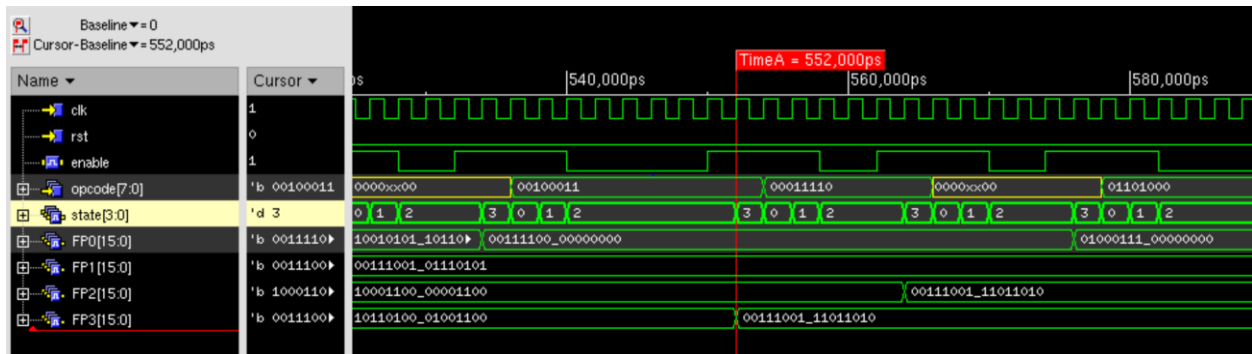 Baseline ▾ = 0
Cursor-Baseline ▾ = 552,000ps
TimeA = 552,000ps
Name ▾ Cursor ▾ ps 540,000ps 560,000ps 580,000ps
clk 1
rst 0
enable 1
opcode[7:0] 'b 00100011 0000xx00 00100011 00011110 0000xx00 01101000
state[3:0] 'd 3 0 1 2 3 0 1 2 3 0 1 2 3 0 1 2 3 0 1 2
FP0[15:0] 'b 0011110 10010101_10110 00111100_00000000 01000111_00000000
FP1[15:0] 'b 0011100 00111001_01110101
FP2[15:0] 'b 1000110 10001100_00001100 00111001_11011010
FP3[15:0] 'b 0011100 10110100_01001100 00111001_11011010